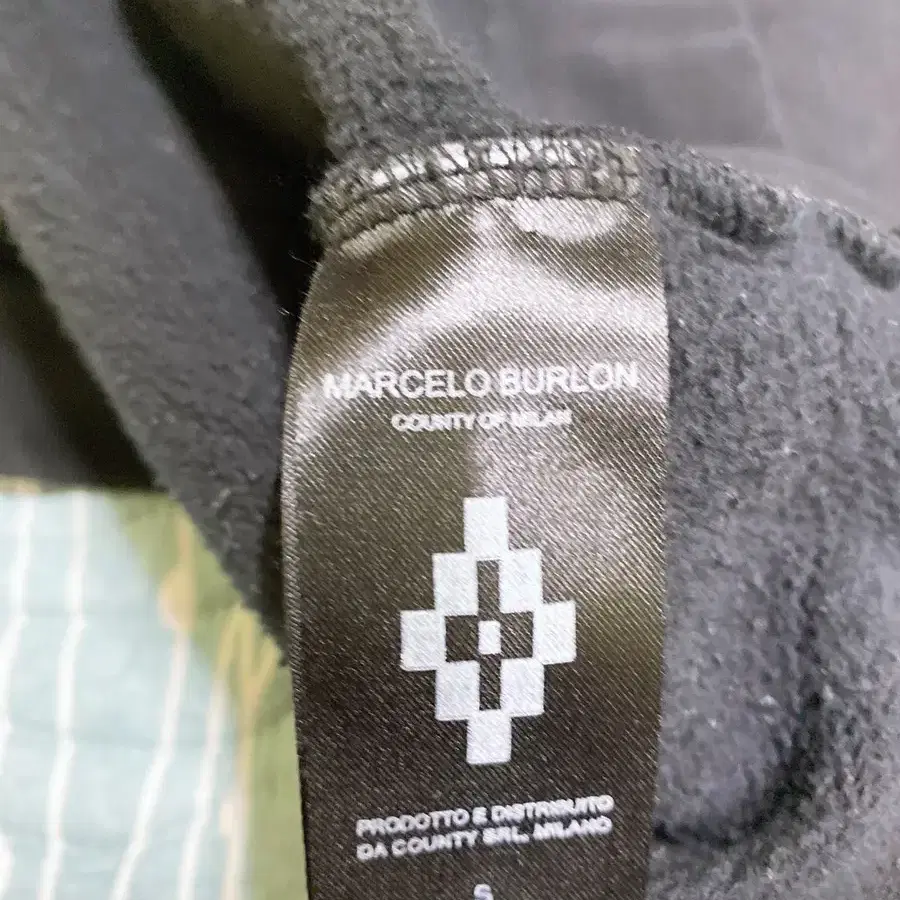 MARCELO BURLON
COUNTY OF MILAN
PRODOTTO E DISTRIBUITO
DA COUNTY SRL. MILANO
S